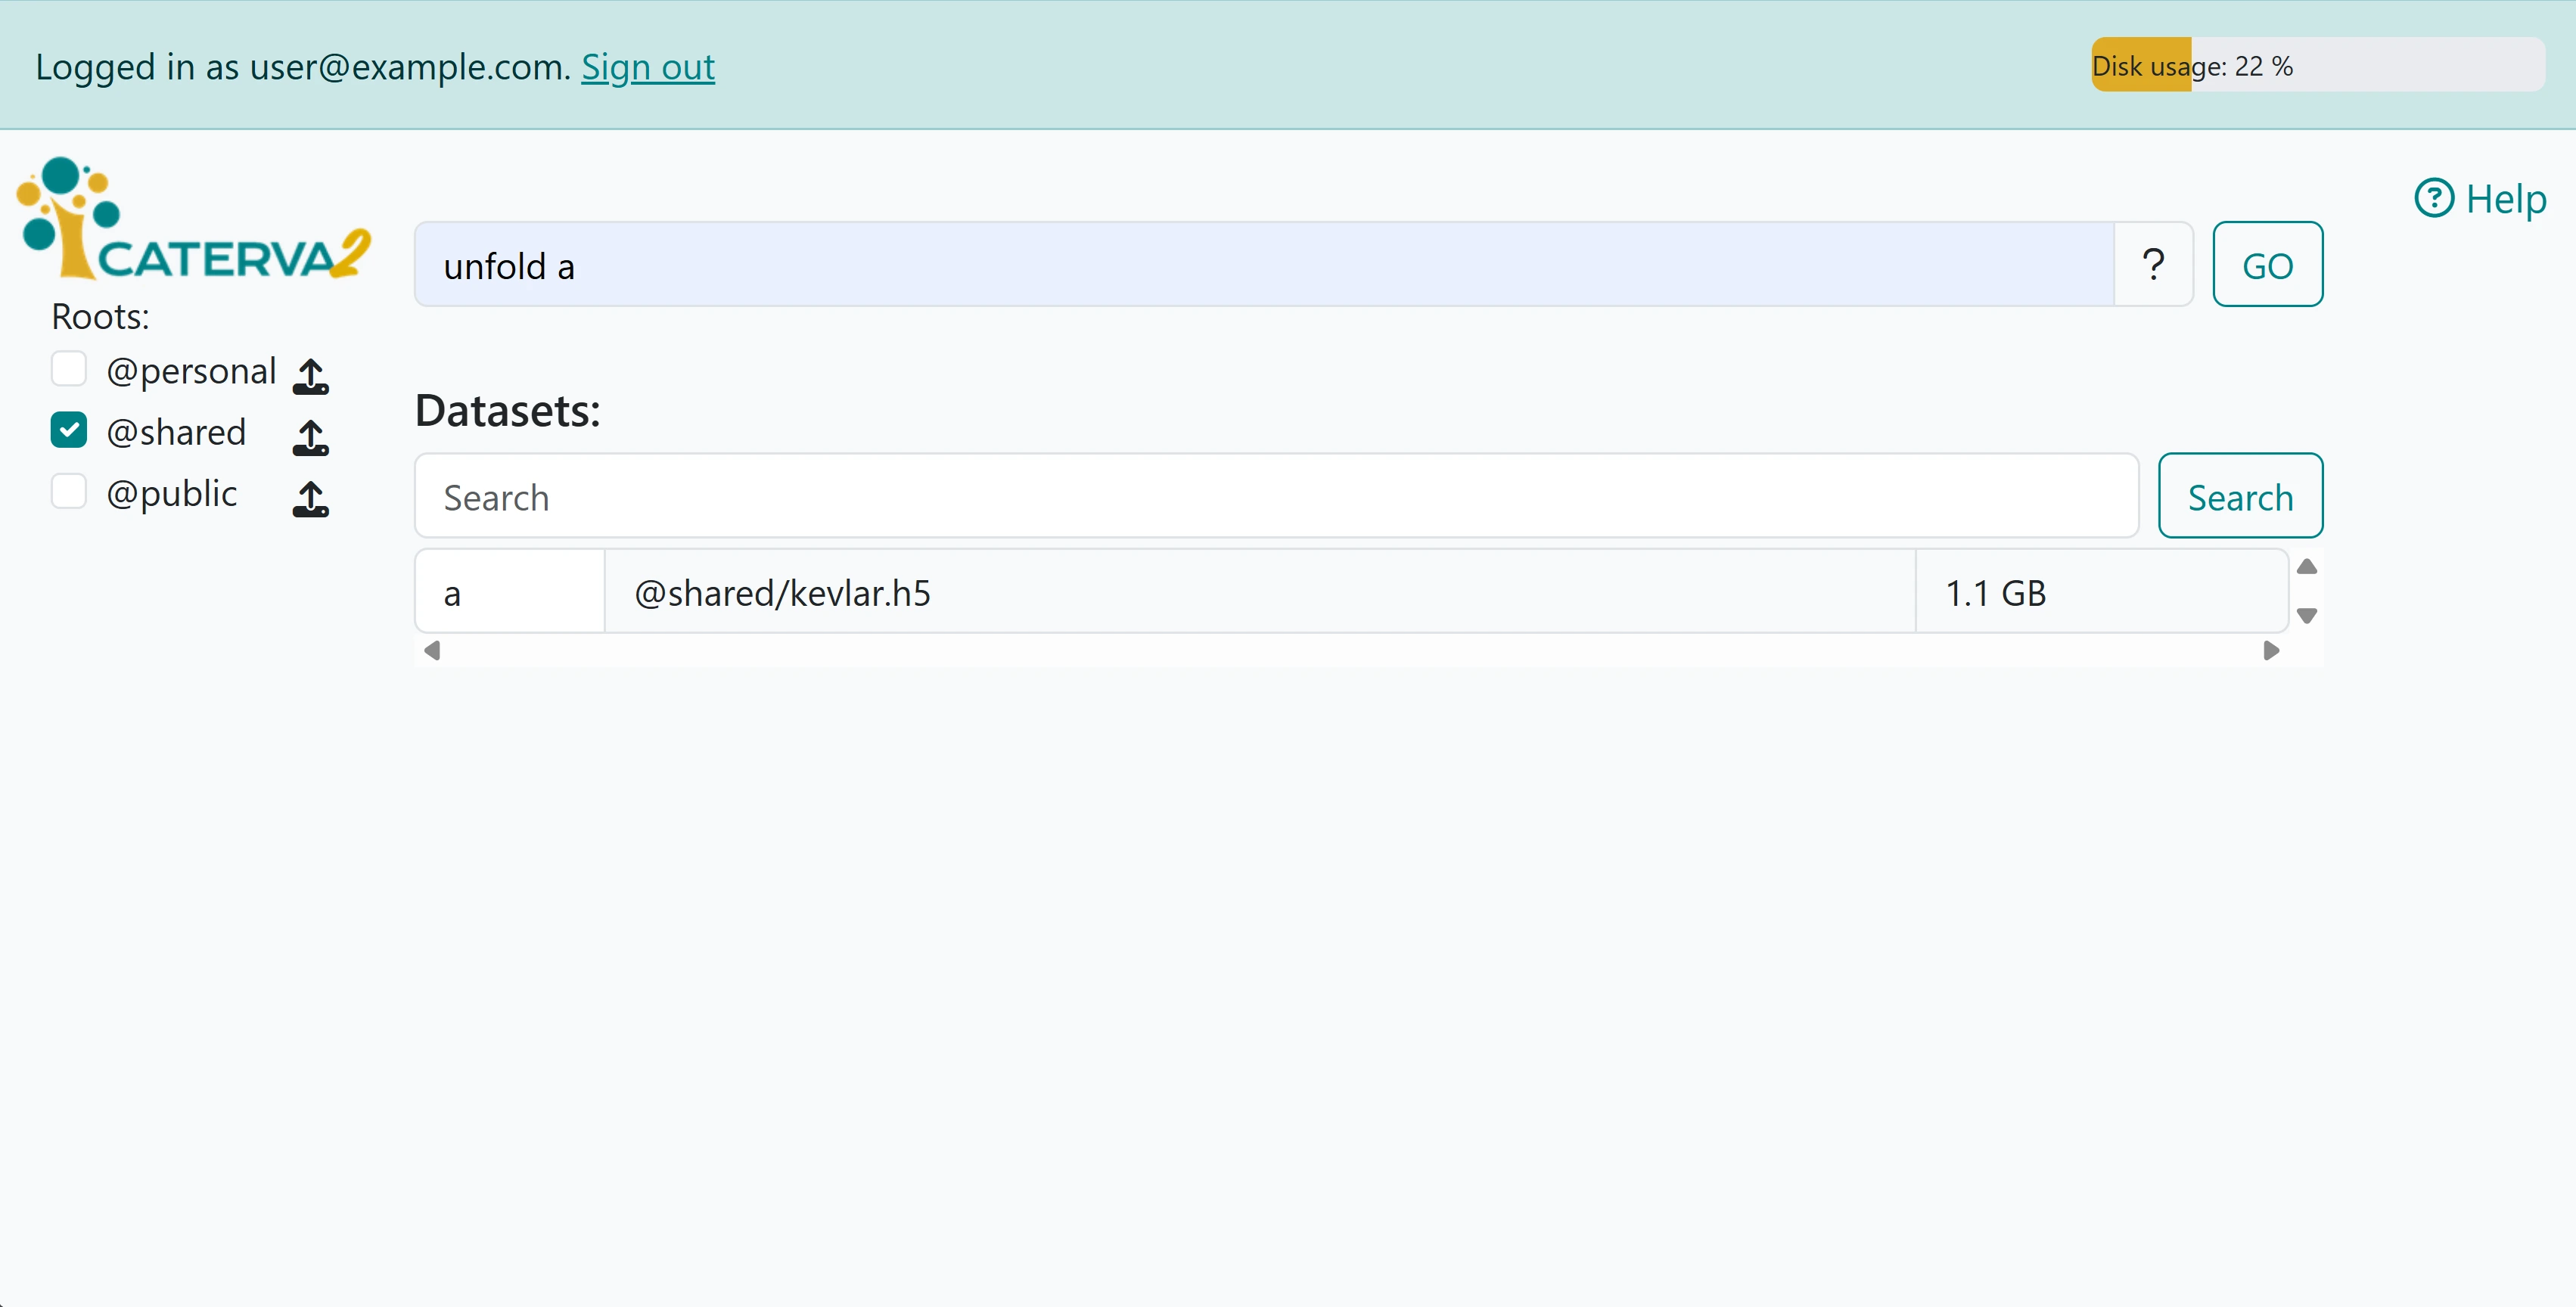 Logged in as user@example.com. Sign out
Disk usage: 22 %
CATERVA2
? Help
unfold a
?
GO
Roots:
@personal
@shared
@public
Datasets:
Search
Search
a
@shared/kevlar.h5
1.1 GB